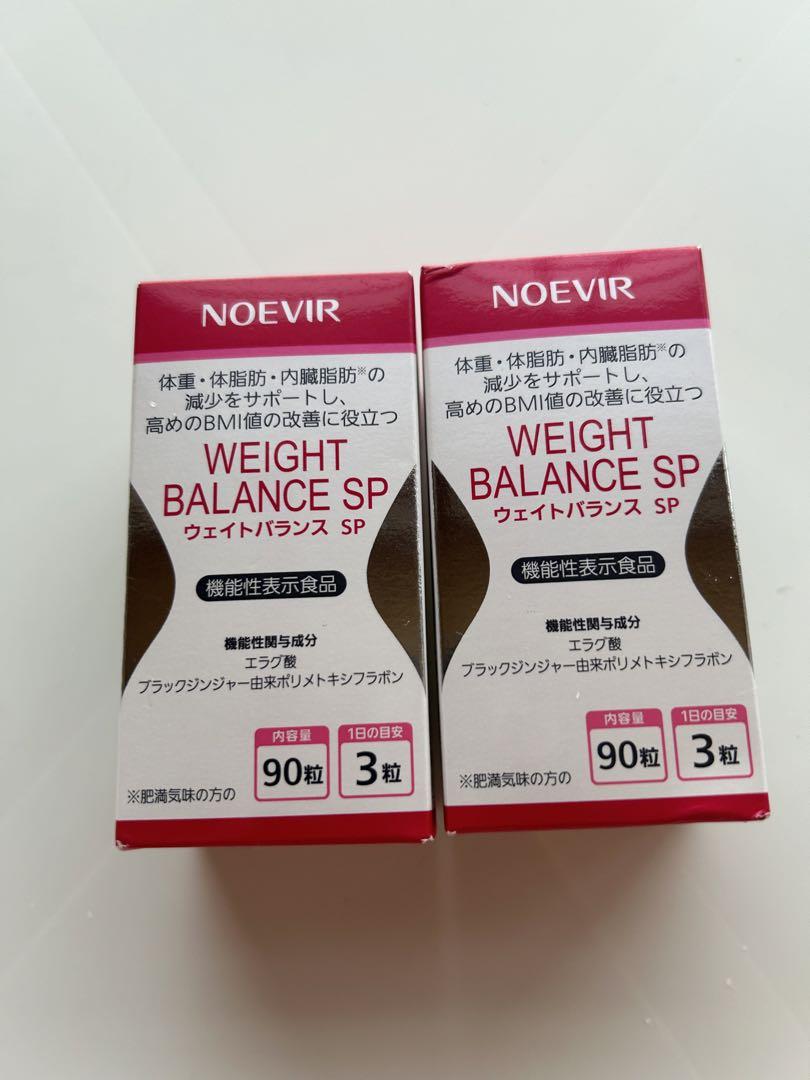 NOEVIR
体重・体脂肪・内臓脂肪※の
減少をサポートし、
高めのBMI値の改善に役立つ
WEIGHT
BALANCE SP
ウェイトバランス SP
機能性表示食品
機能性関与成分
エラグ酸
ブラックジンジャー由来ポリメトキシフラボン
内容量
90粒
1日の目安
3粒
※肥満気味の方の
NOEVIR
体重・体脂肪・内臓脂肪※の
減少をサポートし、
高めのBMI値の改善に役立つ
WEIGHT
BALANCE SP
ウェイトバランス SP
機能性表示食品
機能性関与成分
エラグ酸
ブラックジンジャー由来ポリメトキシフラボン
内容量
90粒
1日の目安
3粒
※肥満気味の方の